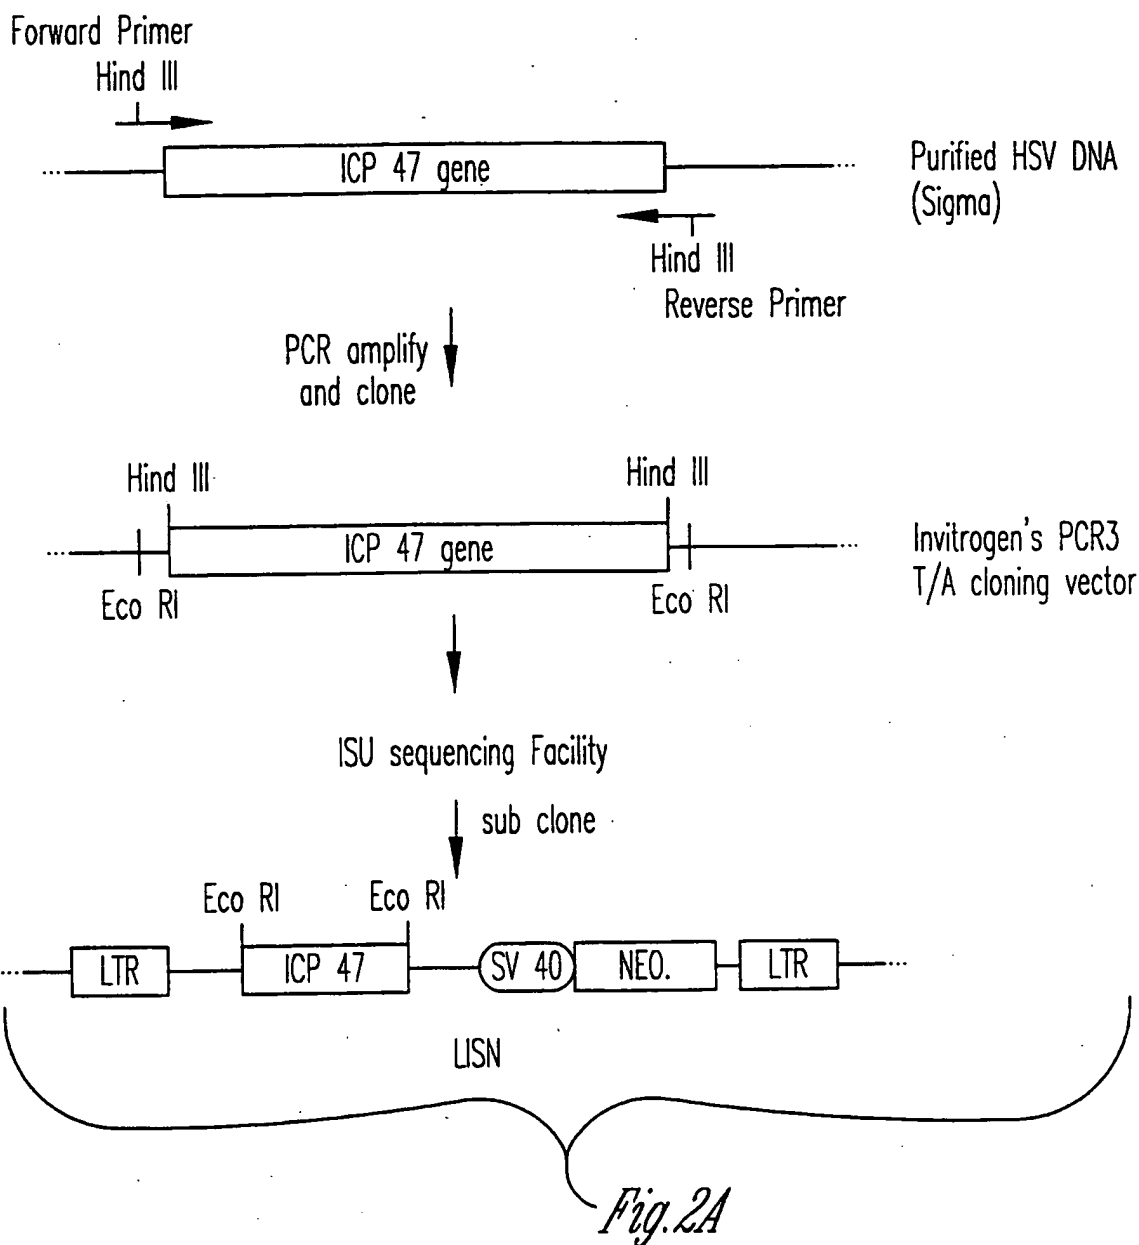 Forward Primer
Hind III
ICP 47 gene
Purified HSV DNA
(Sigma)
Hind III
Reverse Primer
PCR amplify
and clone
Hind III
Hind III
ICP 47 gene
Invitrogen's PCR3
T/A cloning vector
Eco RI
Eco RI
ISU sequencing Facility
sub clone
Eco RI
Eco RI
LTR
ICP 47
SV 40
NEO.
LTR
LISN
Fig. 2A